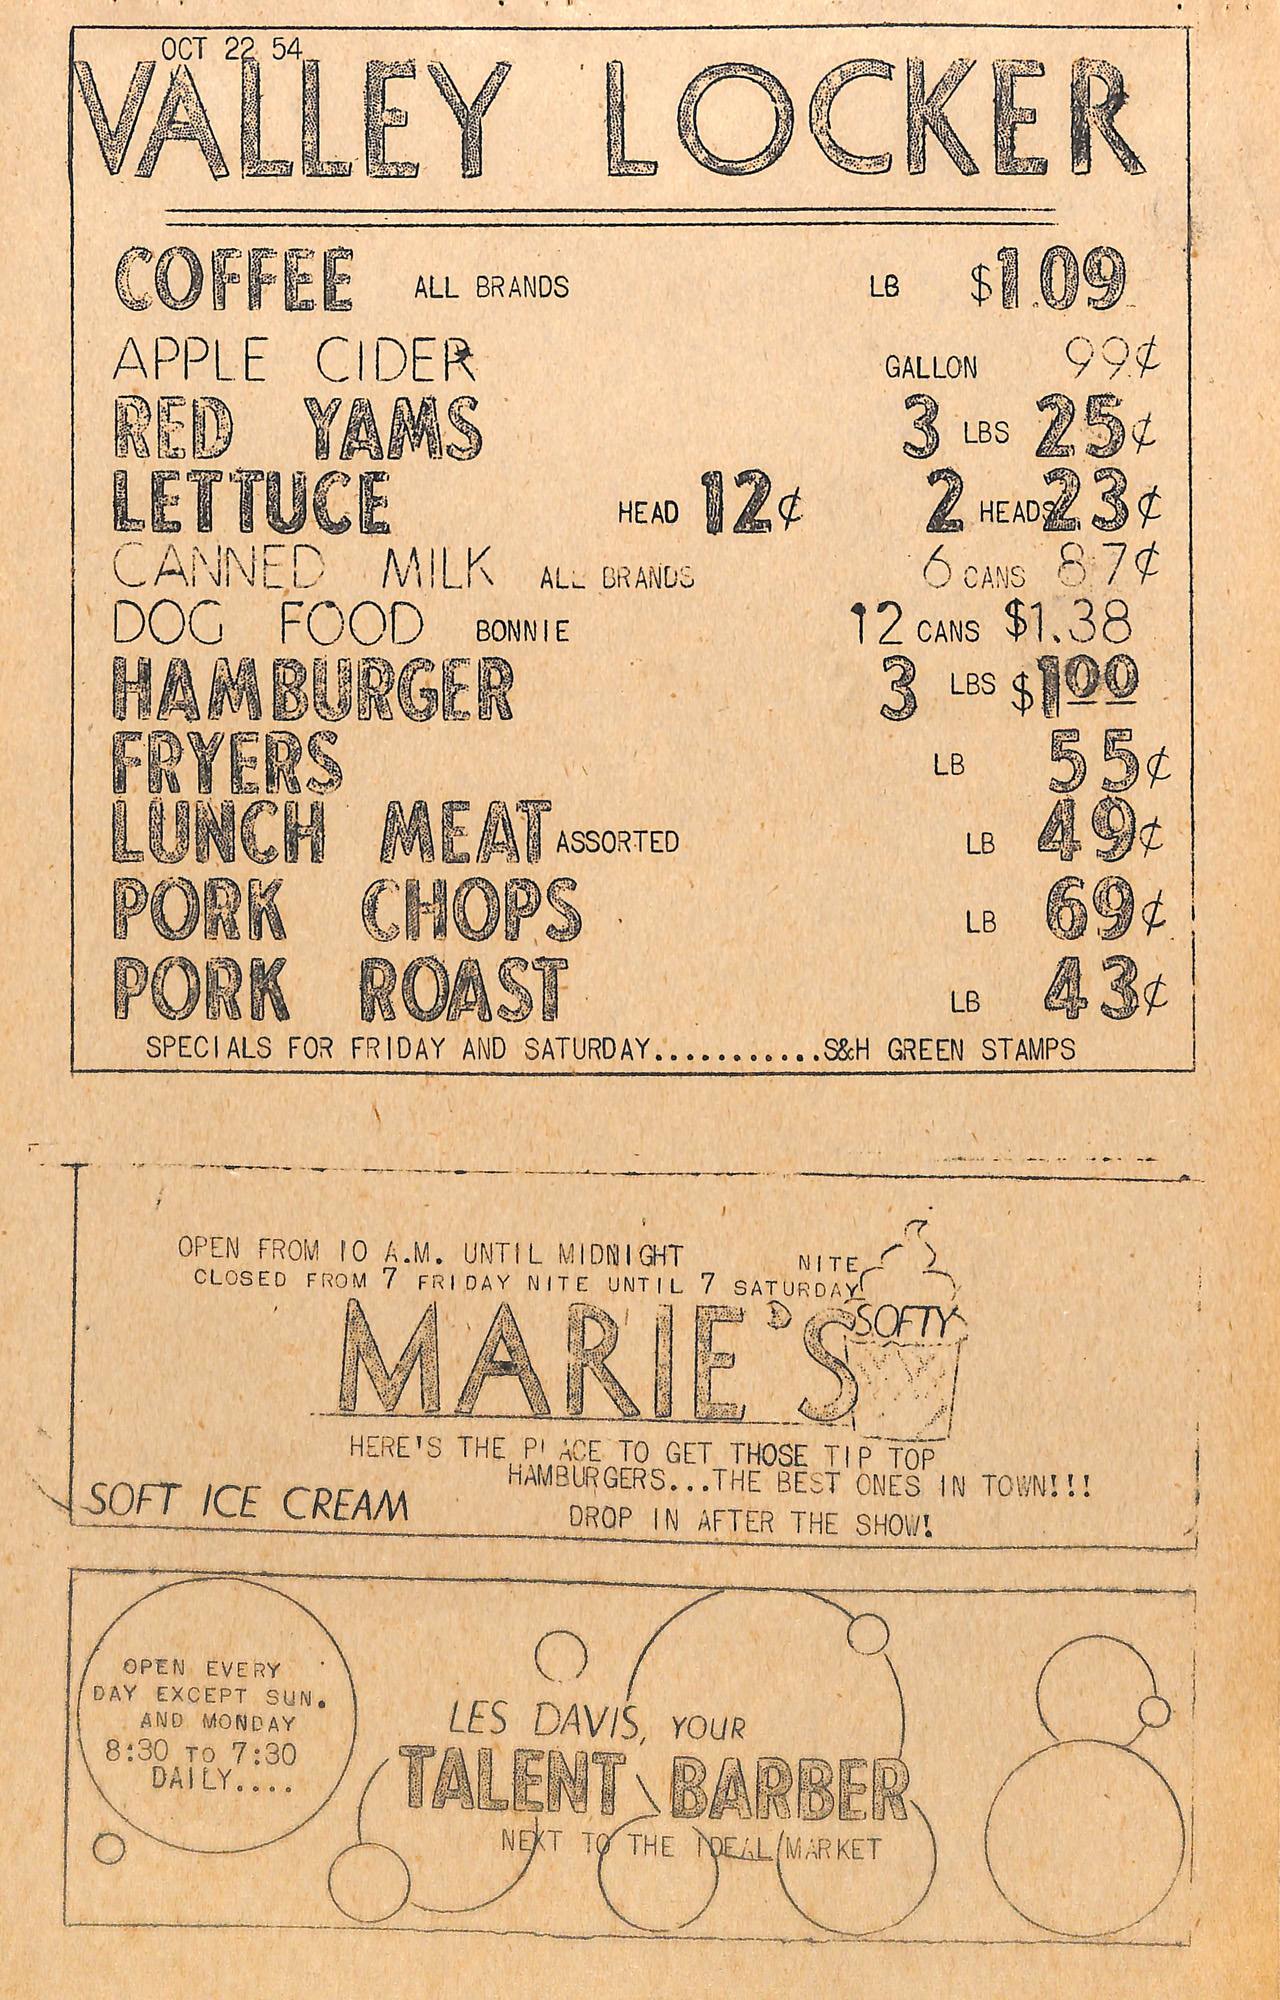 OCT 22 54
VALLEY LOCKER
COFFEE ALL BRANDS LB $1.09
APPLE CIDER GALLON 99¢
RED YAMS 3 LBS 25¢
LETTUCE HEAD 12¢ 2 HEADS 23¢
CANNED MILK ALL BRANDS 6 CANS 87¢
DOG FOOD BONNIE 12 CANS $1.38
HAMBURGER 3 LBS $100
FRYERS LB 55¢
LUNCH MEAT ASSORTED LB 49¢
PORK CHOPS LB 69¢
PORK ROAST LB 43¢
SPECIALS FOR FRIDAY AND SATURDAY...........S&H GREEN STAMPS
OPEN FROM 10 A.M. UNTIL MIDNIGHT
CLOSED FROM 7 FRIDAY NITE UNTIL 7 SATURDAY NITE
MARIE'S
SOFTY
HERE'S THE PLACE TO GET THOSE TIP TOP
HAMBURGERS...THE BEST ONES IN TOWN!!!
SOFT ICE CREAM
DROP IN AFTER THE SHOW!
OPEN EVERY
DAY EXCEPT SUN.
AND MONDAY
8:30 TO 7:30
DAILY....
LES DAVIS, YOUR
TALENT BARBER
NEXT TO THE IDEAL MARKET